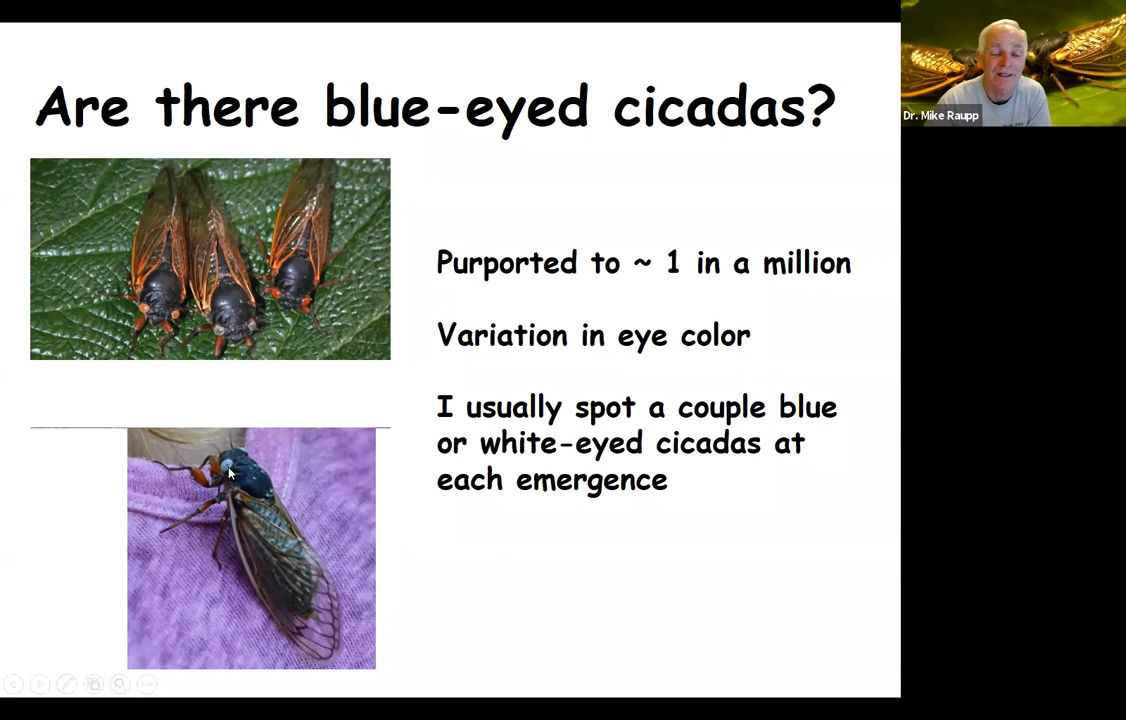 Are there blue-eyed cicadas?
Dr. Mike Raupp
Purported to ~ 1 in a million
Variation in eye color
I usually spot a couple blue
or white-eyed cicadas at
each emergence